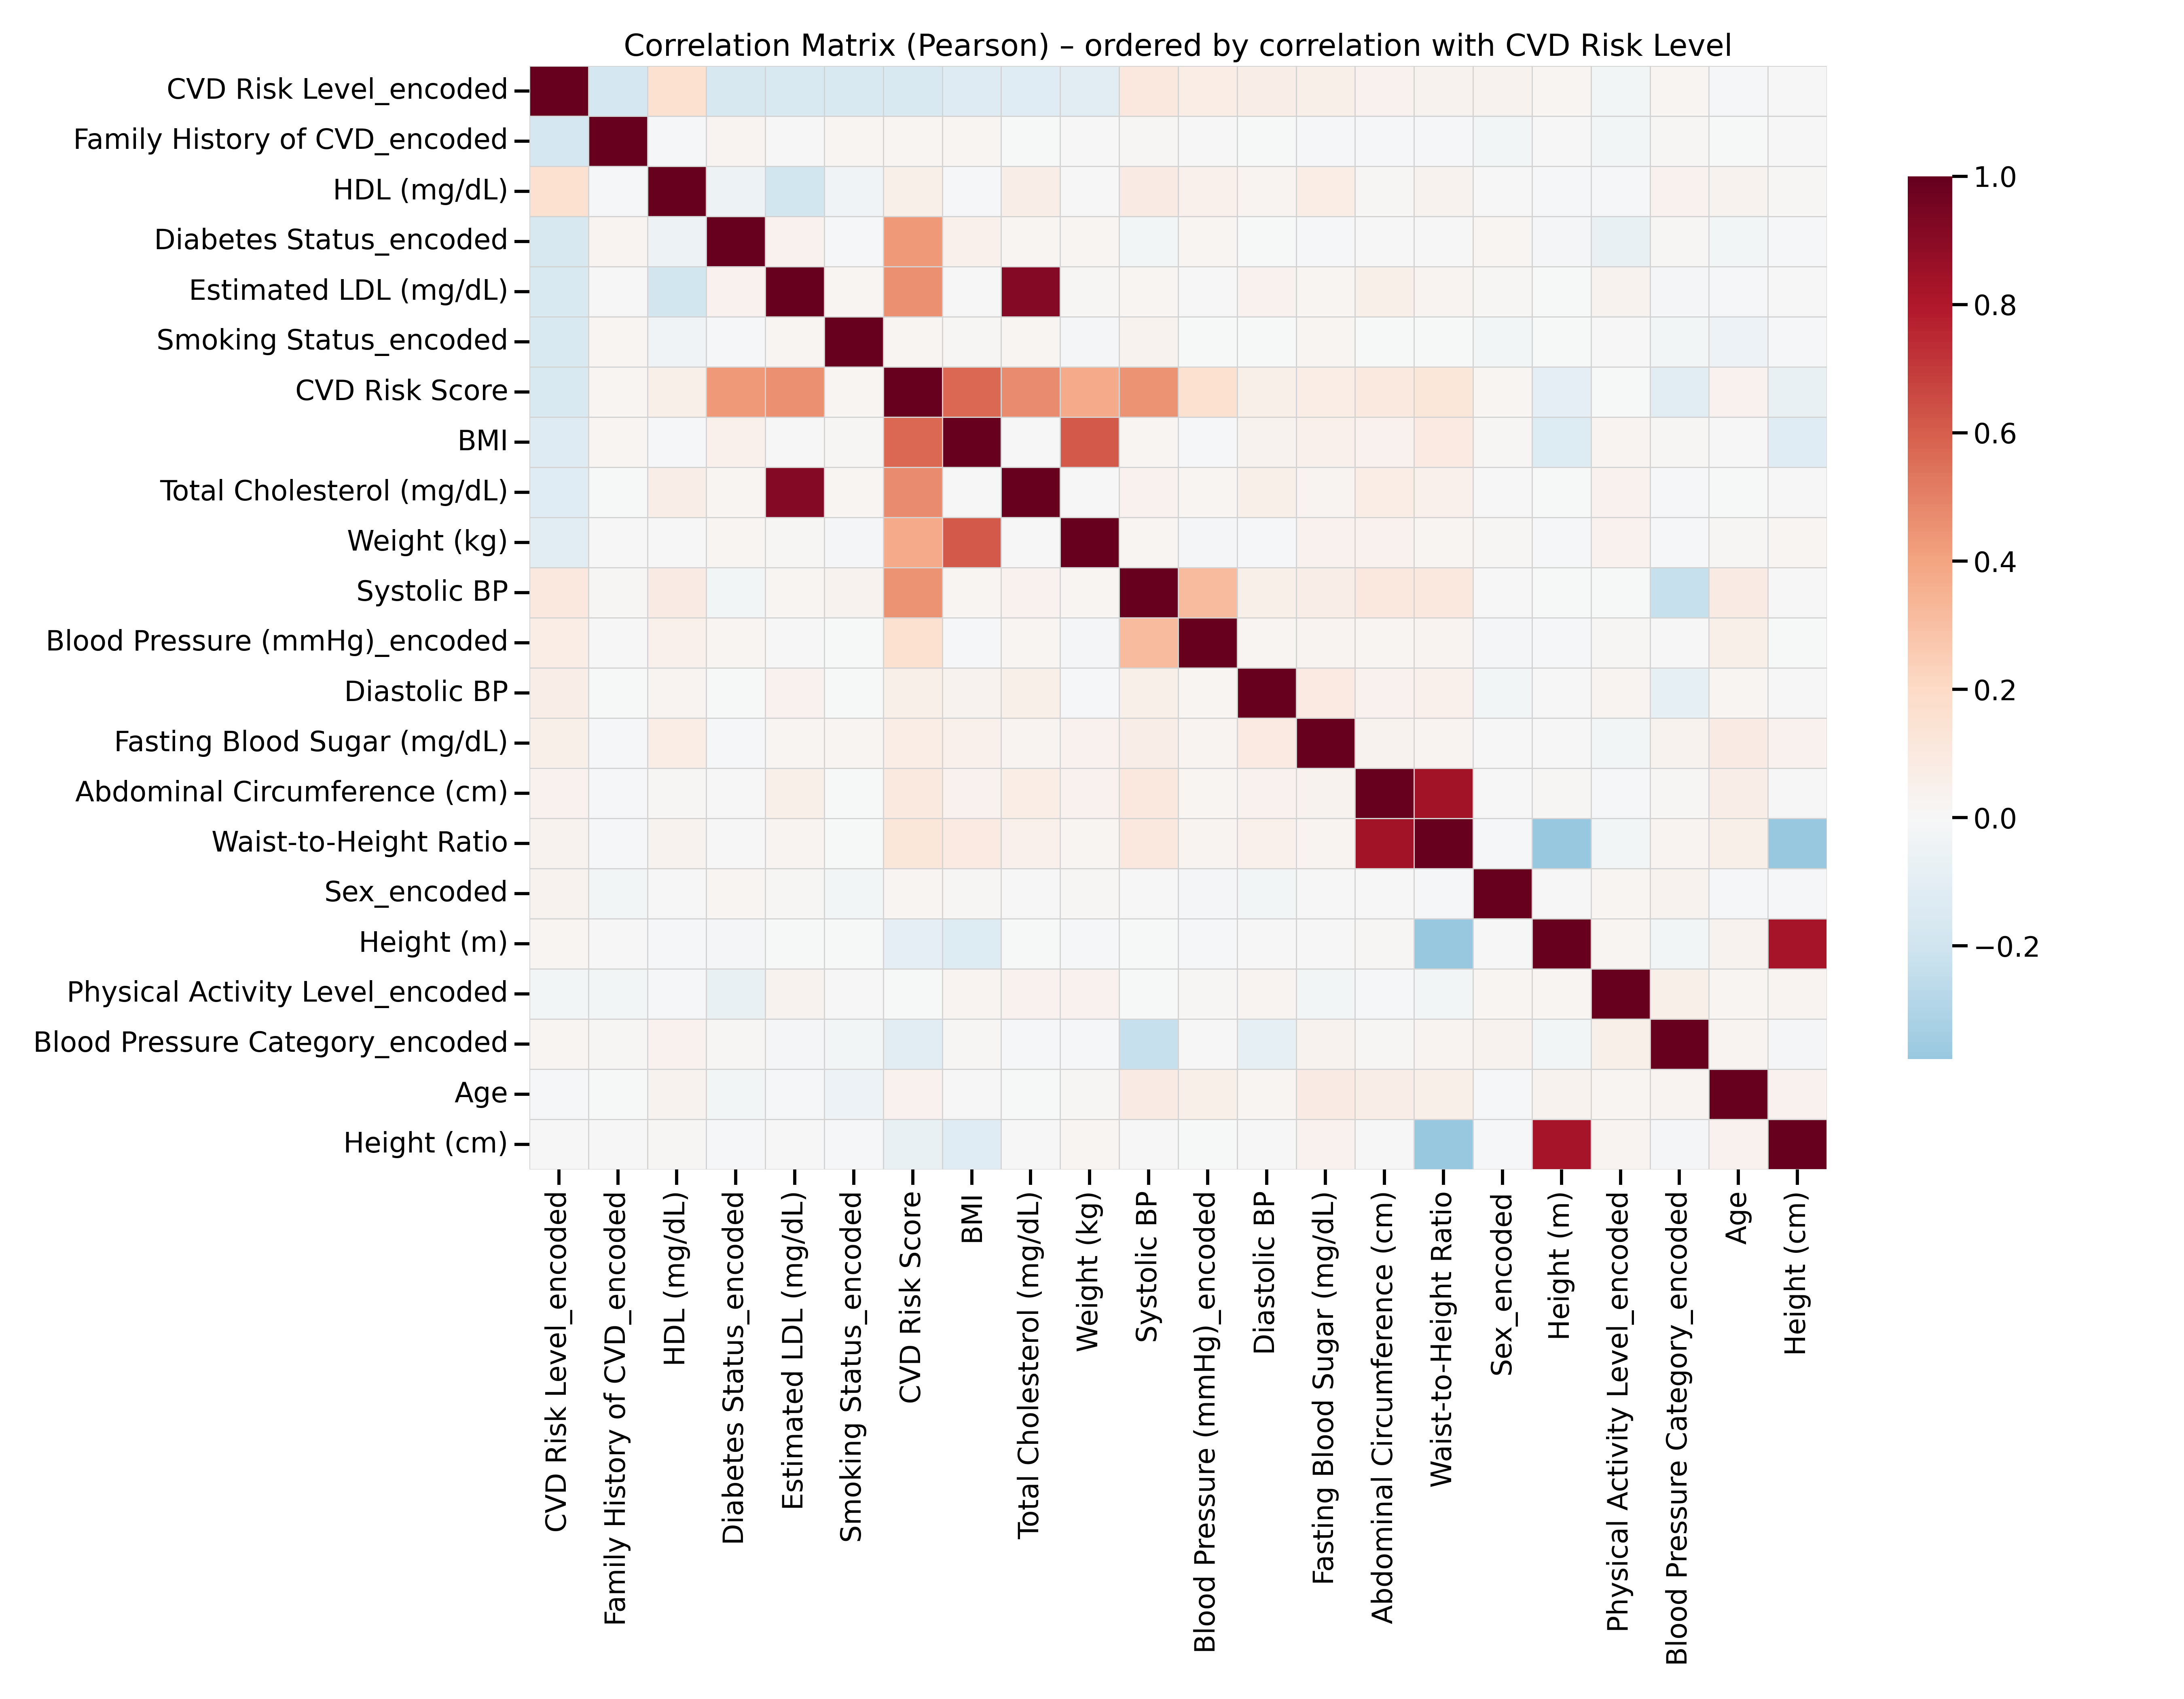 Correlation Matrix (Pearson) – ordered by correlation with CVD Risk Level
CVD Risk Level_encoded
Family History of CVD_encoded
HDL (mg/dL)
Diabetes Status_encoded
Estimated LDL (mg/dL)
Smoking Status_encoded
CVD Risk Score
BMI
Total Cholesterol (mg/dL)
Weight (kg)
Systolic BP
Blood Pressure (mmHg)_encoded
Diastolic BP
Fasting Blood Sugar (mg/dL)
Abdominal Circumference (cm)
Waist-to-Height Ratio
Sex_encoded
Height (m)
Physical Activity Level_encoded
Blood Pressure Category_encoded
Age
Height (cm)
CVD Risk Level_encoded
Family History of CVD_encoded
HDL (mg/dL)
Diabetes Status_encoded
Estimated LDL (mg/dL)
Smoking Status_encoded
CVD Risk Score
BMI
Total Cholesterol (mg/dL)
Weight (kg)
Systolic BP
Blood Pressure (mmHg)_encoded
Diastolic BP
Fasting Blood Sugar (mg/dL)
Abdominal Circumference (cm)
Waist-to-Height Ratio
Sex_encoded
Height (m)
Physical Activity Level_encoded
Blood Pressure Category_encoded
Age
Height (cm)
1.0
0.8
0.6
0.4
0.2
0.0
−0.2